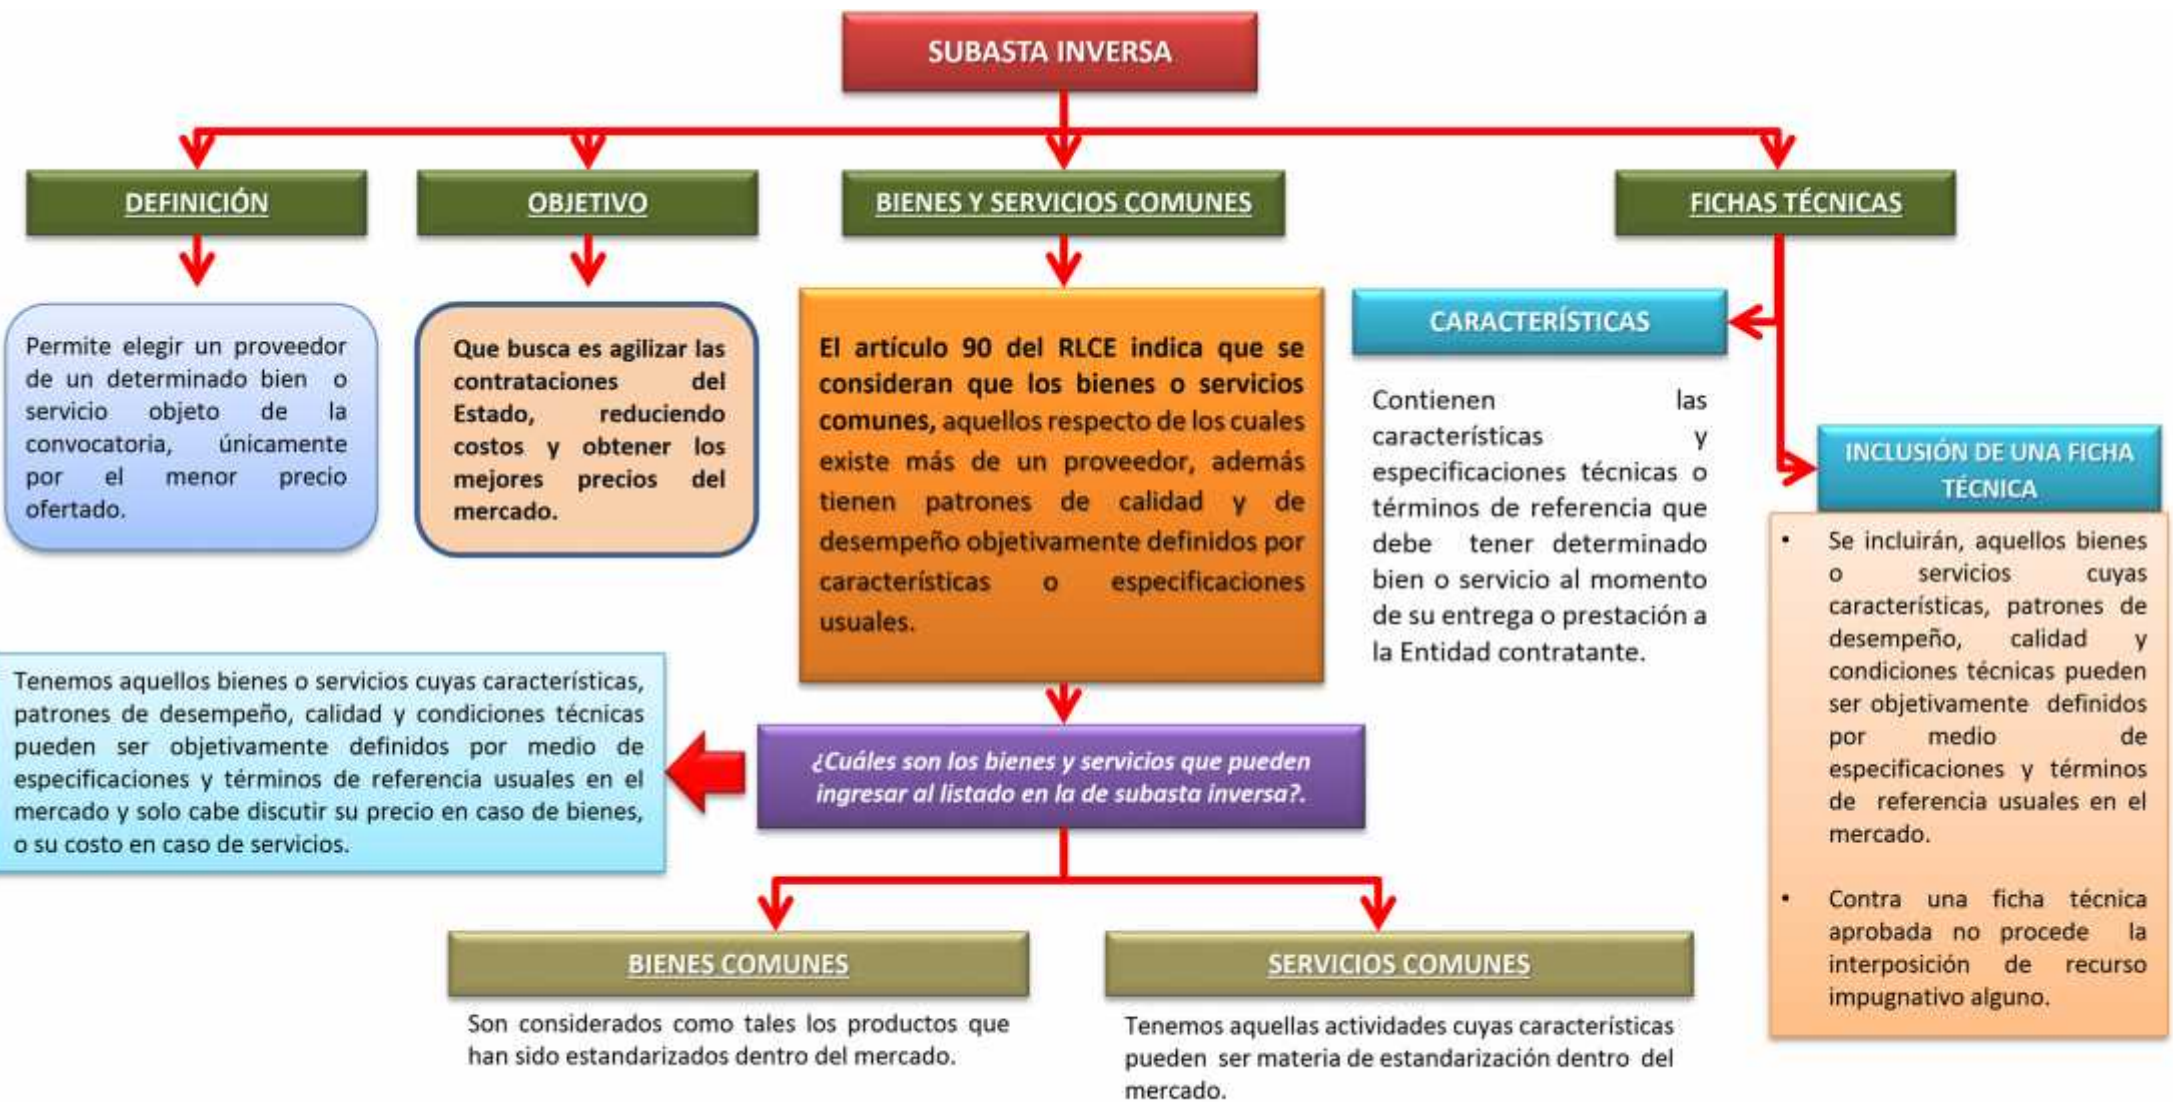 SUBASTA INVERSA
DEFINICIÓN
Permite elegir un proveedor
de un determinado bien o
servicio objeto de la
convocatoria, únicamente
por el menor precio
ofertado.
OBJETIVO
Que busca es agilizar las
contrataciones del
Estado, reduciendo
costos y obtener los
mejores precios del
mercado.
BIENES Y SERVICIOS COMUNES
El artículo 90 del RLCE indica que se
consideran que los bienes o servicios
comunes, aquellos respecto de los cuales
existe más de un proveedor, además
tienen patrones de calidad y de
desempeño objetivamente definidos por
características o especificaciones
usuales.
¿Cuáles son los bienes y servicios que pueden
ingresar al listado en la de subasta inversa?.
Tenemos aquellos bienes o servicios cuyas características,
patrones de desempeño, calidad y condiciones técnicas
pueden ser objetivamente definidos por medio de
especificaciones y términos de referencia usuales en el
mercado y solo cabe discutir su precio en caso de bienes,
o su costo en caso de servicios.
BIENES COMUNES
Son considerados como tales los productos que
han sido estandarizados dentro del mercado.
SERVICIOS COMUNES
Tenemos aquellas actividades cuyas características
pueden ser materia de estandarización dentro del
mercado.
FICHAS TÉCNICAS
CARACTERÍSTICAS
Contienen las
características y
especificaciones técnicas o
términos de referencia que
debe tener determinado
bien o servicio al momento
de su entrega o prestación a
la Entidad contratante.
INCLUSIÓN DE UNA FICHA
TÉCNICA
• Se incluirán, aquellos bienes
o servicios cuyas
características, patrones de
desempeño, calidad y
condiciones técnicas pueden
ser objetivamente definidos
por medio de
especificaciones y términos
de referencia usuales en el
mercado.
• Contra una ficha técnica
aprobada no procede la
interposición de recurso
impugnativo alguno.